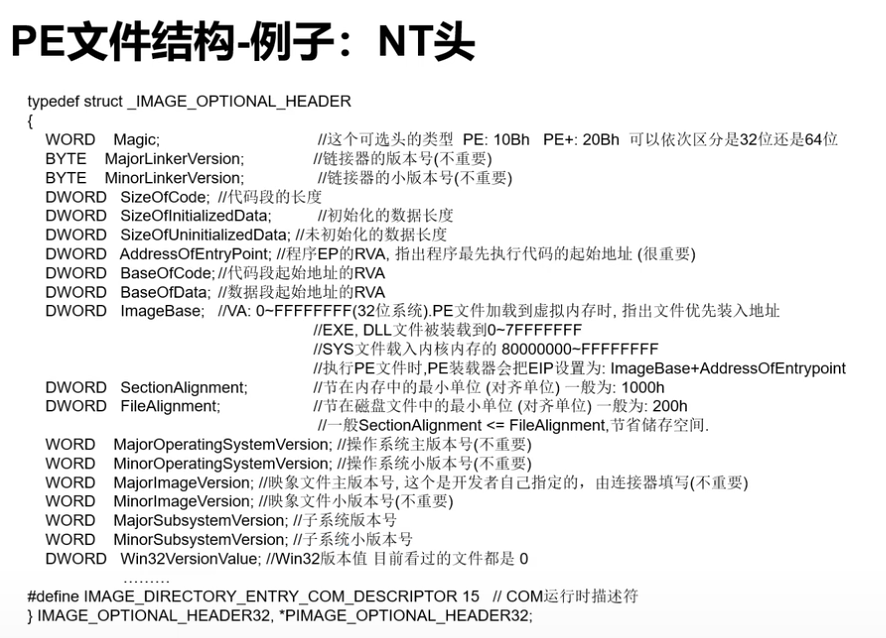 PE文件结构-例子：NT头
typedef struct _IMAGE_OPTIONAL_HEADER
{
WORD Magic; //这个可选头的类型 PE: 10Bh PE+: 20Bh 可以依次区分是32位还是64位
BYTE MajorLinkerVersion; //链接器的版本号(不重要)
BYTE MinorLinkerVersion; //链接器的小版本号(不重要)
DWORD SizeOfCode; //代码段的长度
DWORD SizeOfInitializedData; //初始化的数据长度
DWORD SizeOfUninitializedData; //未初始化的数据长度
DWORD AddressOfEntryPoint; //程序EP的RVA, 指出程序最先执行代码的起始地址 (很重要)
DWORD BaseOfCode; //代码段起始地址的RVA
DWORD BaseOfData; //数据段起始地址的RVA
DWORD ImageBase; //VA: 0~FFFFFFFF(32位系统).PE文件加载到虚拟内存时, 指出文件优先装入地址
//EXE, DLL文件被装载到0~7FFFFFFF
//SYS文件载入内核内存的 80000000~FFFFFFFF
//执行PE文件时,PE装载器会把EIP设置为: ImageBase+AddressOfEntrypoint
DWORD SectionAlignment; //节在内存中的最小单位 (对齐单位) 一般为: 1000h
DWORD FileAlignment; //节在磁盘文件中的最小单位 (对齐单位) 一般为: 200h
//一般SectionAlignment <= FileAlignment,节省储存空间.
WORD MajorOperatingSystemVersion; //操作系统主版本号(不重要)
WORD MinorOperatingSystemVersion; //操作系统小版本号(不重要)
WORD MajorImageVersion; //映象文件主版本号, 这个是开发者自己指定的，由连接器填写(不重要)
WORD MinorImageVersion; //映象文件小版本号(不重要)
WORD MajorSubsystemVersion; //子系统版本号
WORD MinorSubsystemVersion; //子系统小版本号
DWORD Win32VersionValue; //Win32版本值 目前看过的文件都是 0
………
#define IMAGE_DIRECTORY_ENTRY_COM_DESCRIPTOR 15 // COM运行时描述符
} IMAGE_OPTIONAL_HEADER32, *PIMAGE_OPTIONAL_HEADER32;